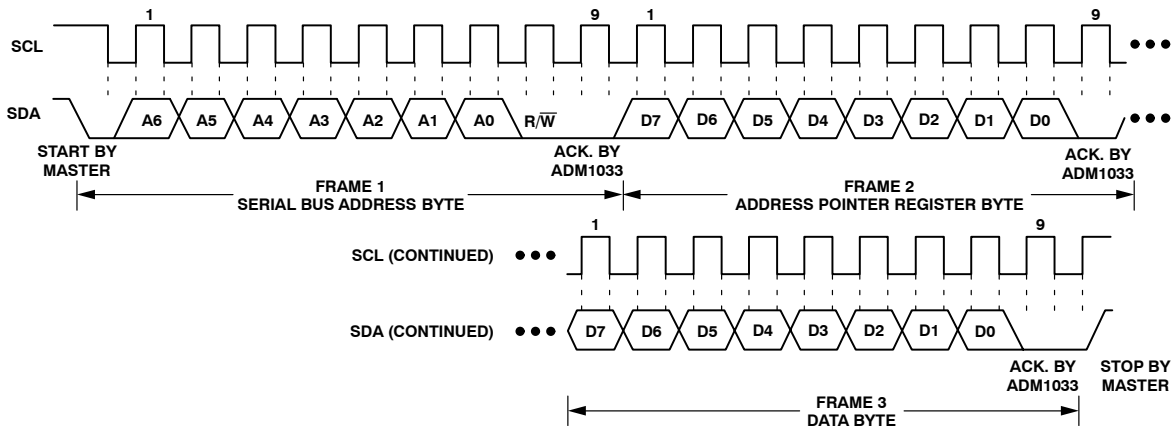 1 9 1 9
SCL
SDA A6 A5 A4 A3 A2 A1 A0 R/W̅ D7 D6 D5 D4 D3 D2 D1 D0
START BY
MASTER
ACK. BY
ADM1033
ACK. BY
ADM1033
FRAME 1
SERIAL BUS ADDRESS BYTE
FRAME 2
ADDRESS POINTER REGISTER BYTE
1 9
SCL (CONTINUED)
SDA (CONTINUED) D7 D6 D5 D4 D3 D2 D1 D0
ACK. BY
ADM1033
STOP BY
MASTER
FRAME 3
DATA BYTE